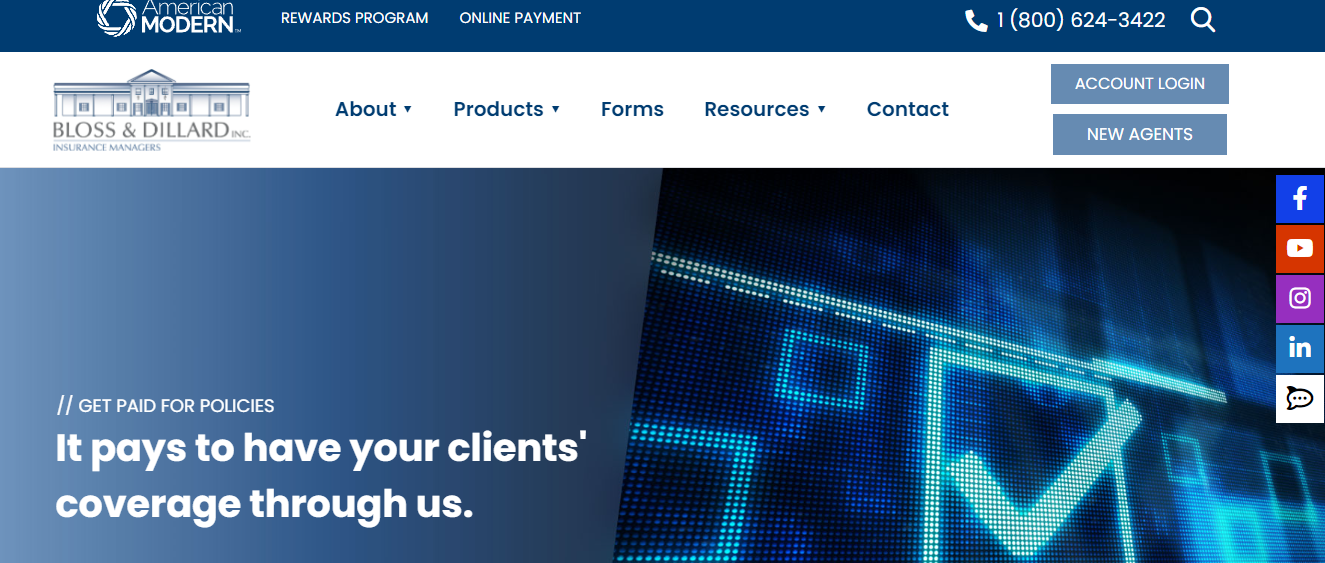 American
MODERN™
REWARDS PROGRAM
ONLINE PAYMENT
1 (800) 624-3422
BLOSS & DILLARD INC.
INSURANCE MANAGERS
About ▼
Products ▼
Forms
Resources ▼
Contact
ACCOUNT LOGIN
NEW AGENTS
// GET PAID FOR POLICIES
It pays to have your clients'
coverage through us.